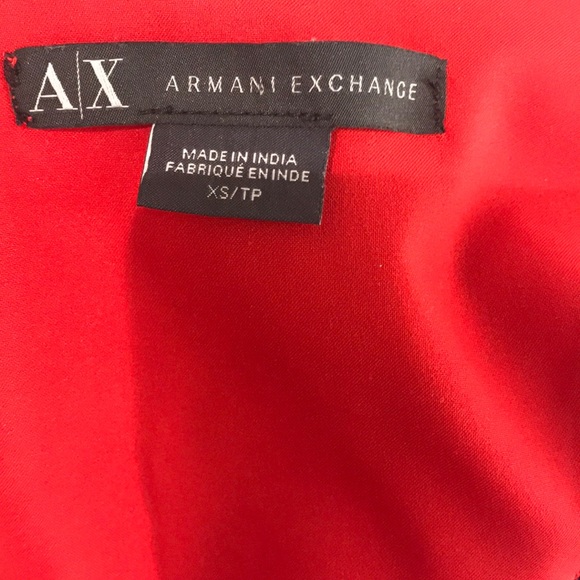 A|X ARMANI EXCHANGE
MADE IN INDIA
FABRIQUÉ EN INDE
XS/TP